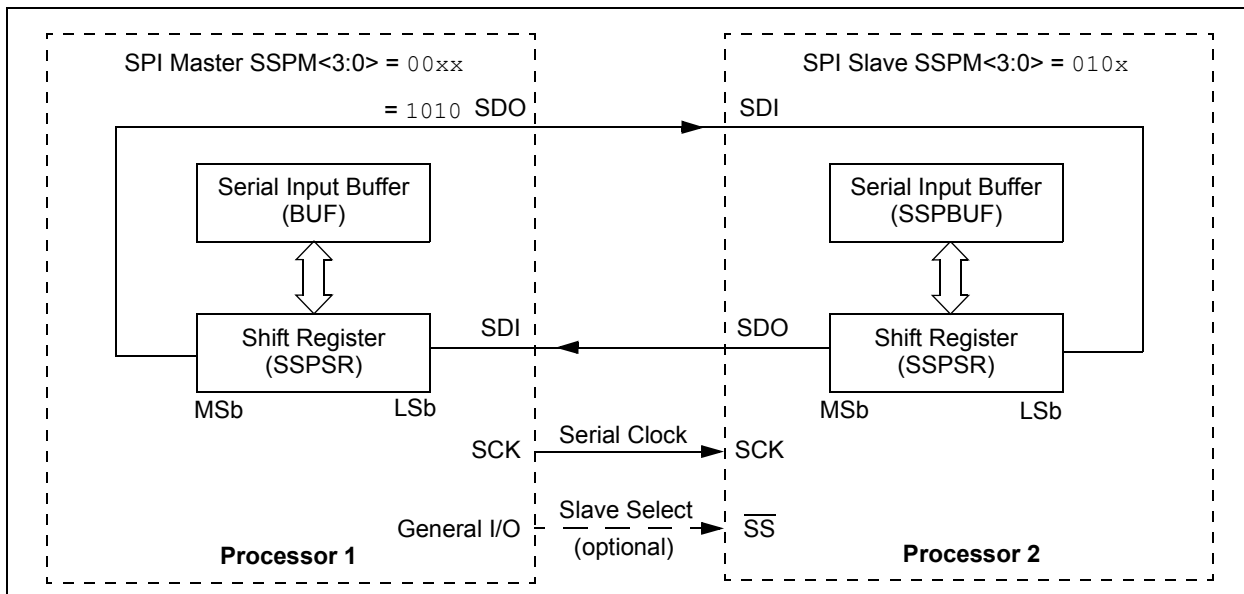 SPI Master SSPM<3:0> = 00xx
= 1010
SDO
SPI Slave SSPM<3:0> = 010x
SDI
Serial Input Buffer
(BUF)
Serial Input Buffer
(SSPBUF)
Shift Register
(SSPSR)
MSb
LSb
SDI
SDO
Shift Register
(SSPSR)
MSb
LSb
SCK
Serial Clock
SCK
General I/O
Slave Select
(optional)
S̅S̅
Processor 1
Processor 2